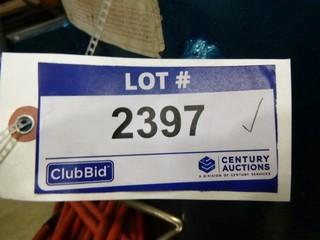 LOT #
2397
ClubBid
CENTURY
AUCTIONS
A DIVISION OF CENTURY SERVICES